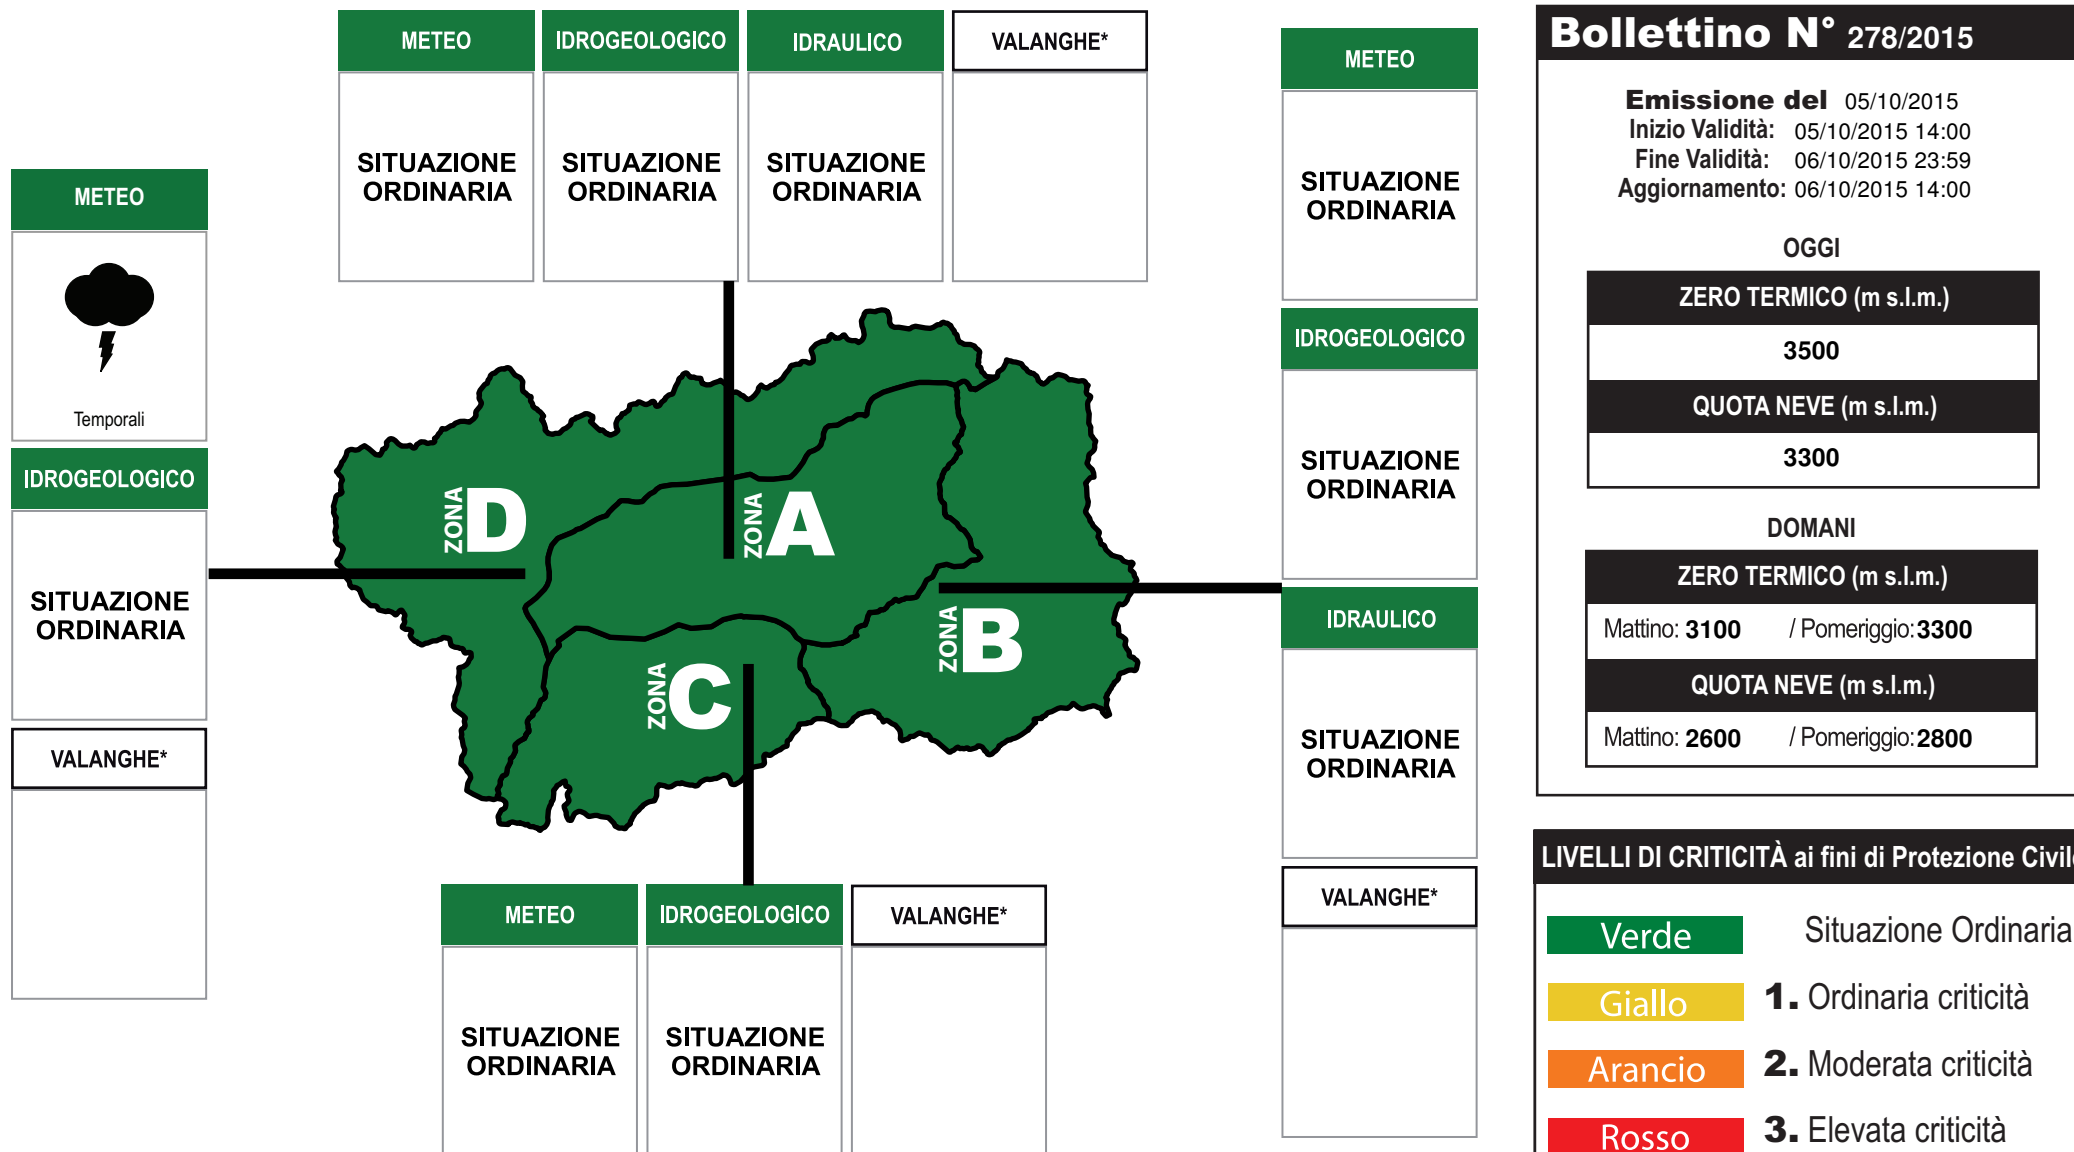 METEO
IDROGEOLOGICO
IDRAULICO
VALANGHE*
SITUAZIONE
ORDINARIA
SITUAZIONE
ORDINARIA
SITUAZIONE
ORDINARIA
METEO
Temporali
IDROGEOLOGICO
SITUAZIONE
ORDINARIA
VALANGHE*
ZONA D
ZONA A
ZONA B
ZONA C
METEO
SITUAZIONE
ORDINARIA
IDROGEOLOGICO
SITUAZIONE
ORDINARIA
IDRAULICO
SITUAZIONE
ORDINARIA
VALANGHE*
METEO
IDROGEOLOGICO
VALANGHE*
SITUAZIONE
ORDINARIA
SITUAZIONE
ORDINARIA
Bollettino N° 278/2015
Emissione del 05/10/2015
Inizio Validità: 05/10/2015 14:00
Fine Validità: 06/10/2015 23:59
Aggiornamento: 06/10/2015 14:00
OGGI
ZERO TERMICO (m s.l.m.)
3500
QUOTA NEVE (m s.l.m.)
3300
DOMANI
ZERO TERMICO (m s.l.m.)
Mattino: 3100 / Pomeriggio: 3300
QUOTA NEVE (m s.l.m.)
Mattino: 2600 / Pomeriggio: 2800
LIVELLI DI CRITICITÀ ai fini di Protezione Civile
Verde Situazione Ordinaria
Giallo 1. Ordinaria criticità
Arancio 2. Moderata criticità
Rosso 3. Elevata criticità